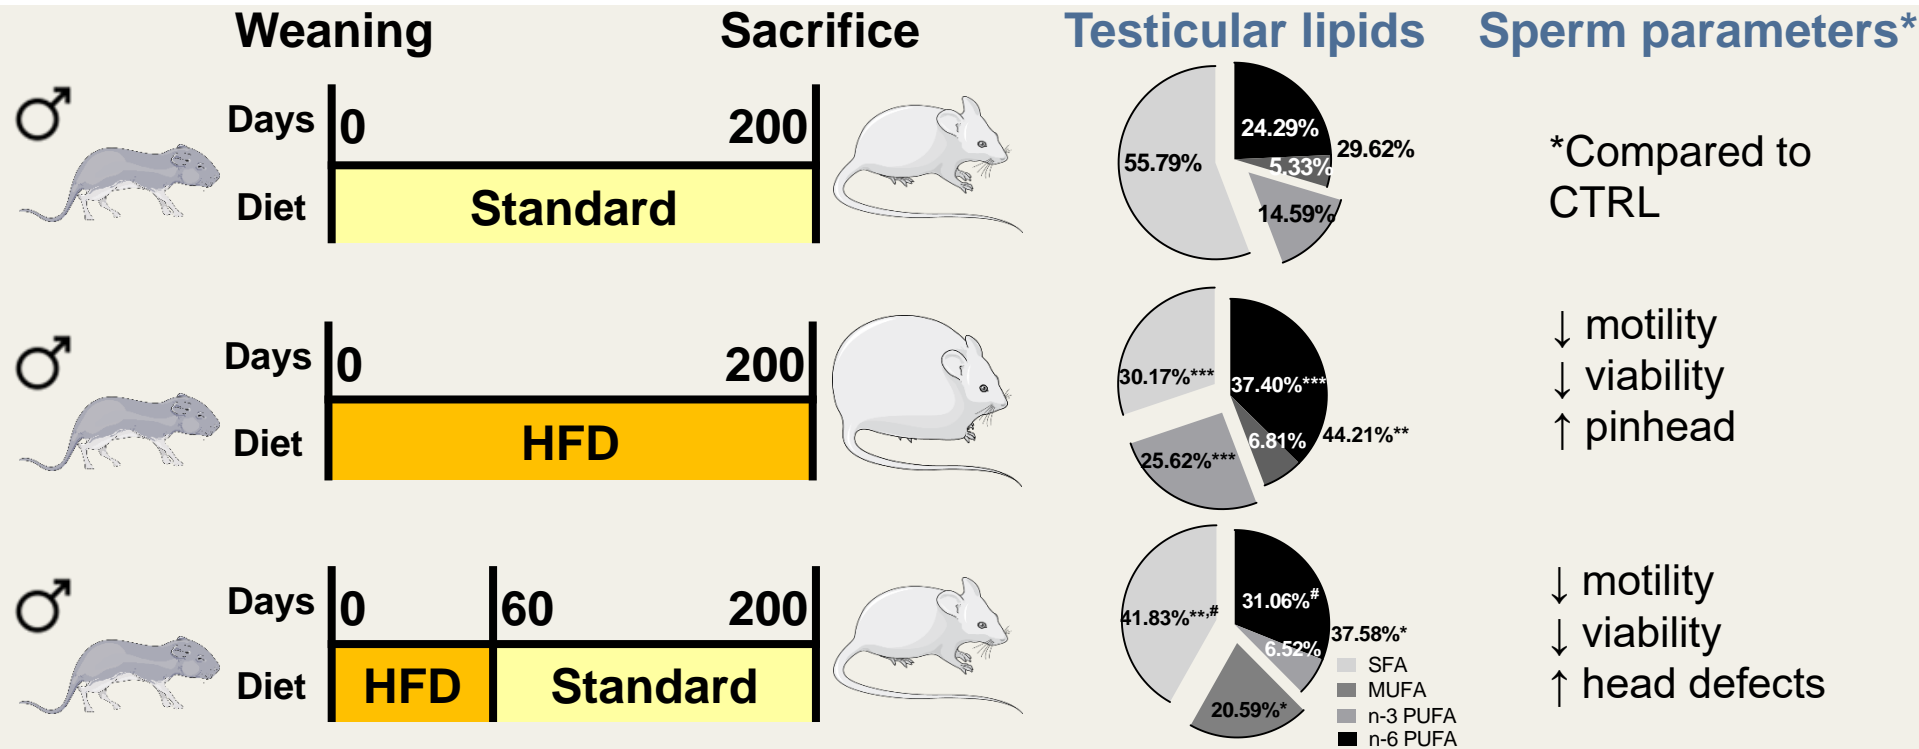 Weaning Sacrifice Testicular lipids Sperm parameters*
Days 0 200
Diet Standard
55.79% 24.29% 5.33% 29.62% 14.59%
*Compared to
CTRL
Days 0 200
Diet HFD
30.17%*** 37.40%*** 6.81% 44.21%** 25.62%***
↓ motility
↓ viability
↑ pinhead
Days 0 60 200
Diet HFD Standard
41.83%**,# 31.06%# 6.52% 37.58%* 20.59%*
SFA
MUFA
n-3 PUFA
n-6 PUFA
↓ motility
↓ viability
↑ head defects